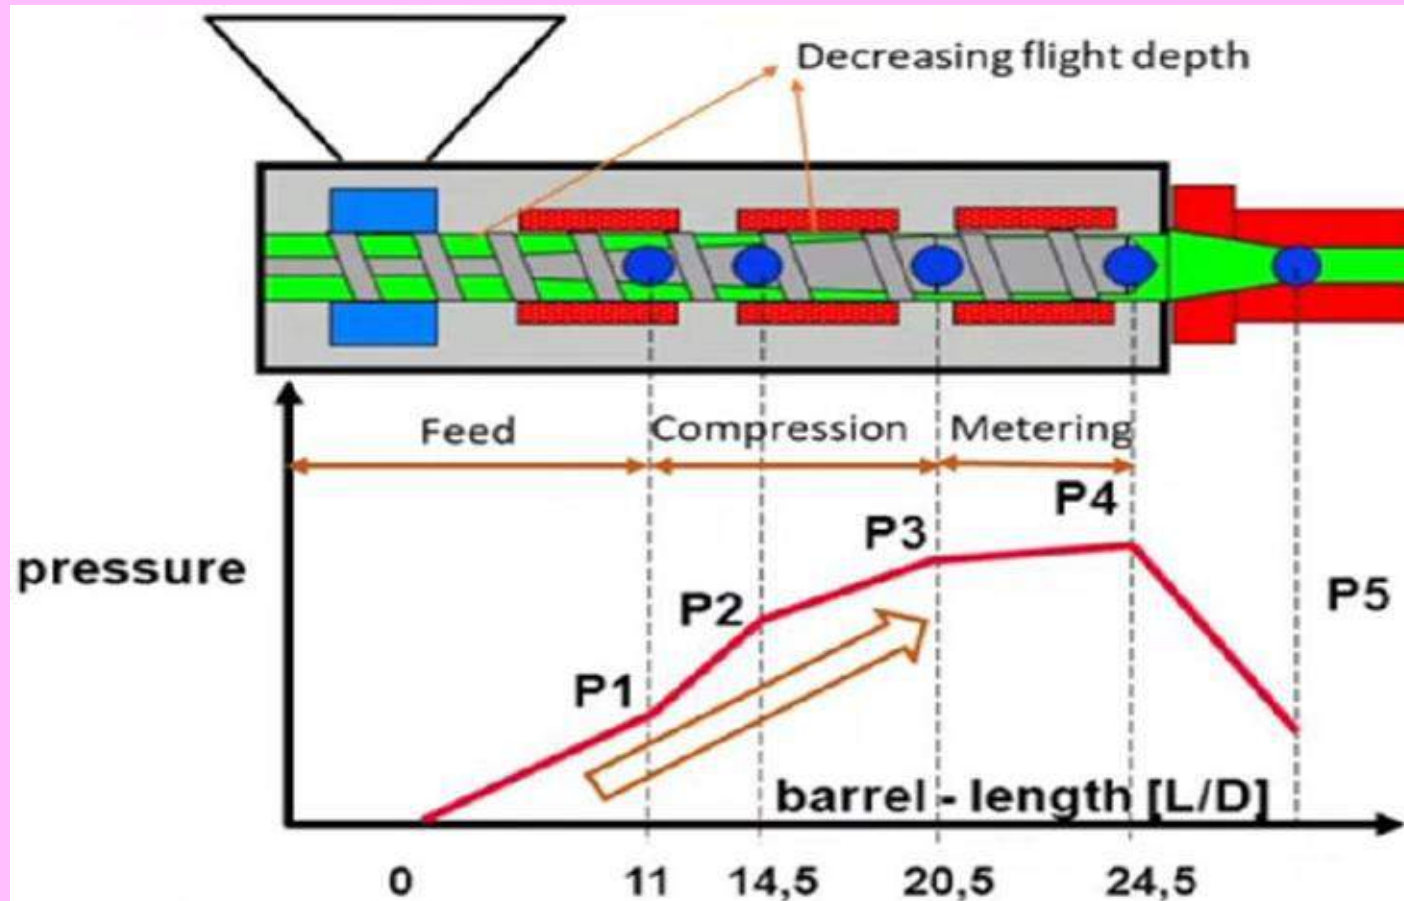 Decreasing flight depth
Feed
Compression
Metering
P4
P3
pressure
P5
P2
P1
barrel - length [L/D]
0
11
14,5
20,5
24,5